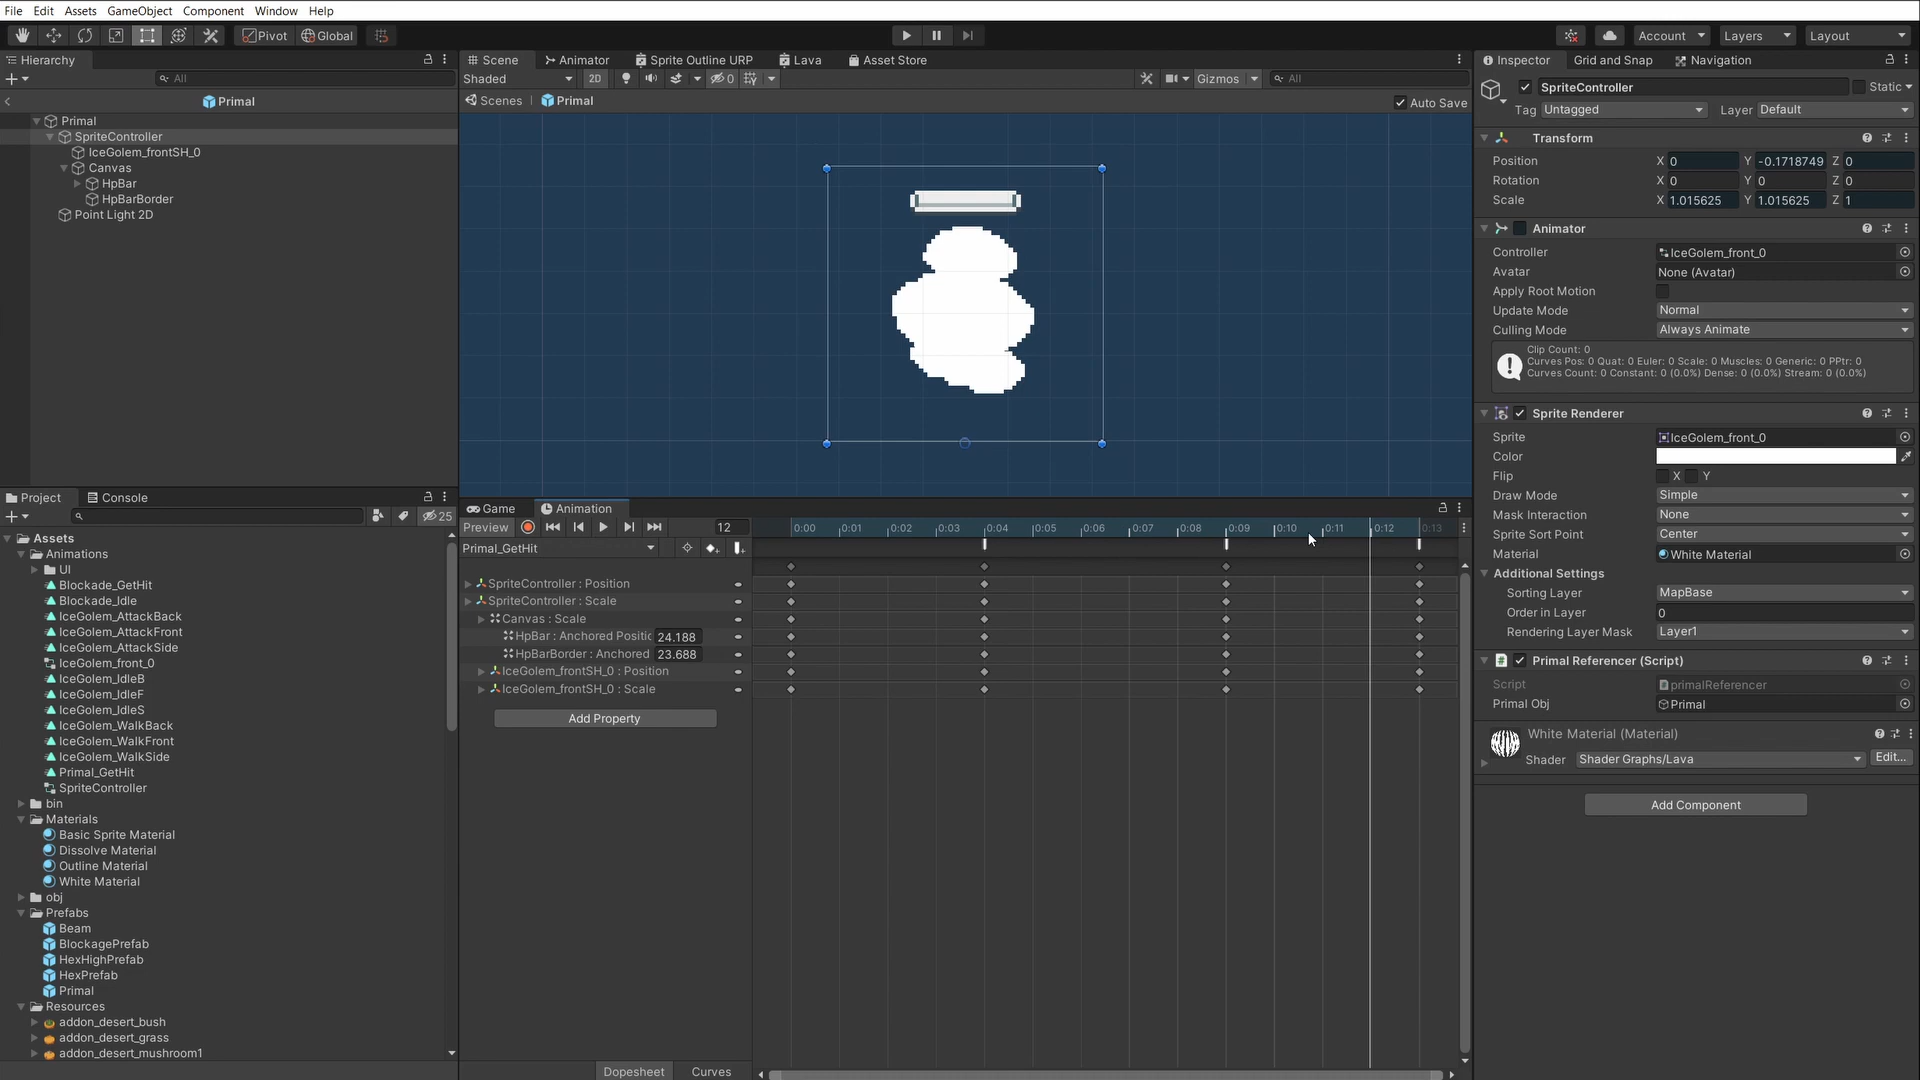 File Edit Assets GameObject Component Window Help
Pivot Global Account Layers Layout
Hierarchy
All
Primal
Primal
SpriteController
IceGolem_frontSH_0
Canvas
HpBar
HpBarBorder
Point Light 2D
Scene Animator Sprite Outline URP Lava Asset Store
Shaded 2D 0 Gizmos All
Scenes Primal Auto Save
Project Console
25
Assets
Animations
UI
Blockade_GetHit
Blockade_Idle
IceGolem_AttackBack
IceGolem_AttackFront
IceGolem_AttackSide
IceGolem_front_0
IceGolem_IdleB
IceGolem_IdleF
IceGolem_IdleS
IceGolem_WalkBack
IceGolem_WalkFront
IceGolem_WalkSide
Primal_GetHit
SpriteController
bin
Materials
Basic Sprite Material
Dissolve Material
Outline Material
White Material
obj
Prefabs
Beam
BlockagePrefab
HexHighPrefab
HexPrefab
Primal
Resources
addon_desert_bush
addon_desert_grass
addon_desert_mushroom1
Game Animation
Preview 12 0:00 0:01 0:02 0:03 0:04 0:05 0:06 0:07 0:08 0:09 0:10 0:11 0:12 0:13
Primal_GetHit
SpriteController : Position
SpriteController : Scale
Canvas : Scale
HpBar : Anchored Positic 24.188
HpBarBorder : Anchored 23.688
IceGolem_frontSH_0 : Position
IceGolem_frontSH_0 : Scale
Add Property
Dopesheet Curves
Inspector Grid and Snap Navigation
SpriteController Static
Tag Untagged Layer Default
Transform
Position X 0 Y -0.1718749 Z 0
Rotation X 0 Y 0 Z 0
Scale X 1.015625 Y 1.015625 Z 1
Animator
Controller IceGolem_front_0
Avatar None (Avatar)
Apply Root Motion
Update Mode Normal
Culling Mode Always Animate
Clip Count: 0
Curves Pos: 0 Quat: 0 Euler: 0 Scale: 0 Muscles: 0 Generic: 0 PPtr: 0
Curves Count: 0 Constant: 0 (0.0%) Dense: 0 (0.0%) Stream: 0 (0.0%)
Sprite Renderer
Sprite IceGolem_front_0
Color
Flip X Y
Draw Mode Simple
Mask Interaction None
Sprite Sort Point Center
Material White Material
Additional Settings
Sorting Layer MapBase
Order in Layer 0
Rendering Layer Mask Layer1
Primal Referencer (Script)
Script primalReferencer
Primal Obj Primal
White Material (Material)
Shader Shader Graphs/Lava Edit...
Add Component